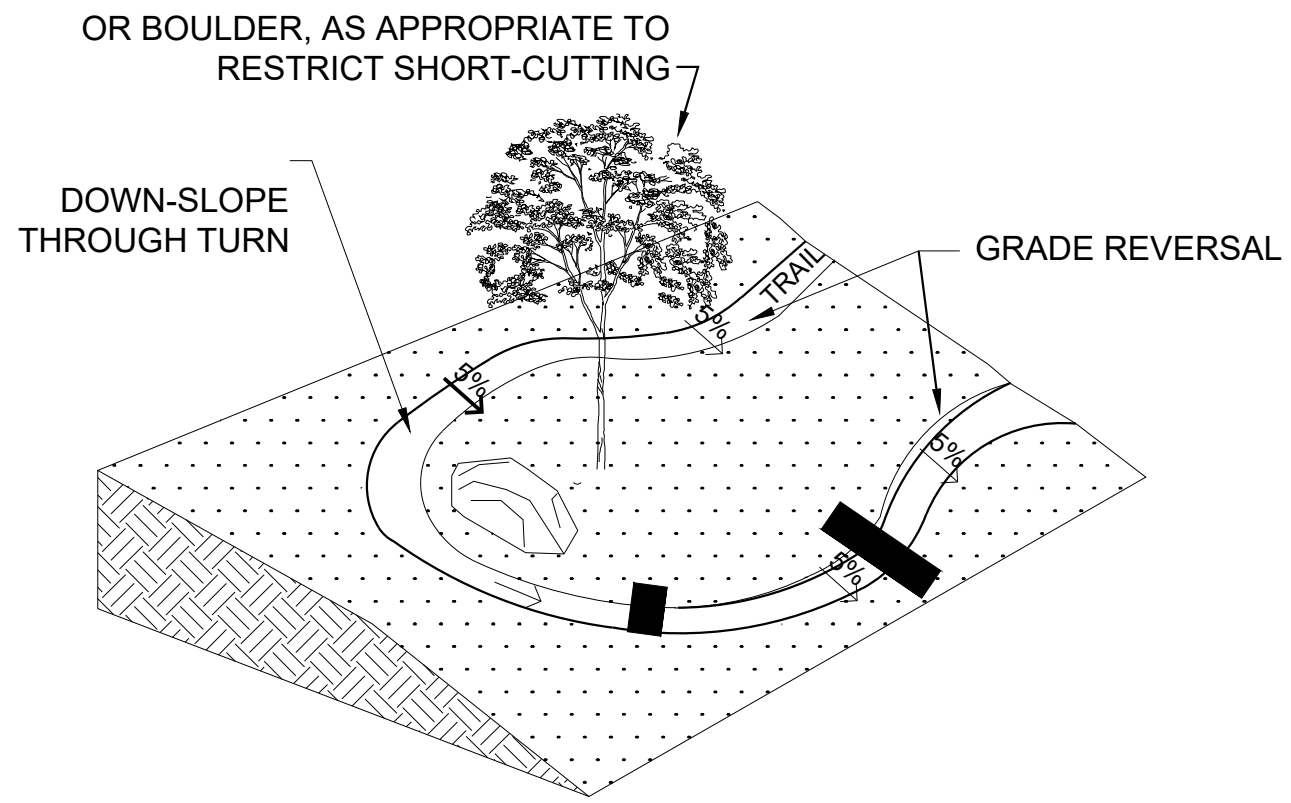 OR BOULDER, AS APPROPRIATE TO
RESTRICT SHORT-CUTTING
DOWN-SLOPE
THROUGH TURN
GRADE REVERSAL
TRAIL
5%
5%
5%
5%